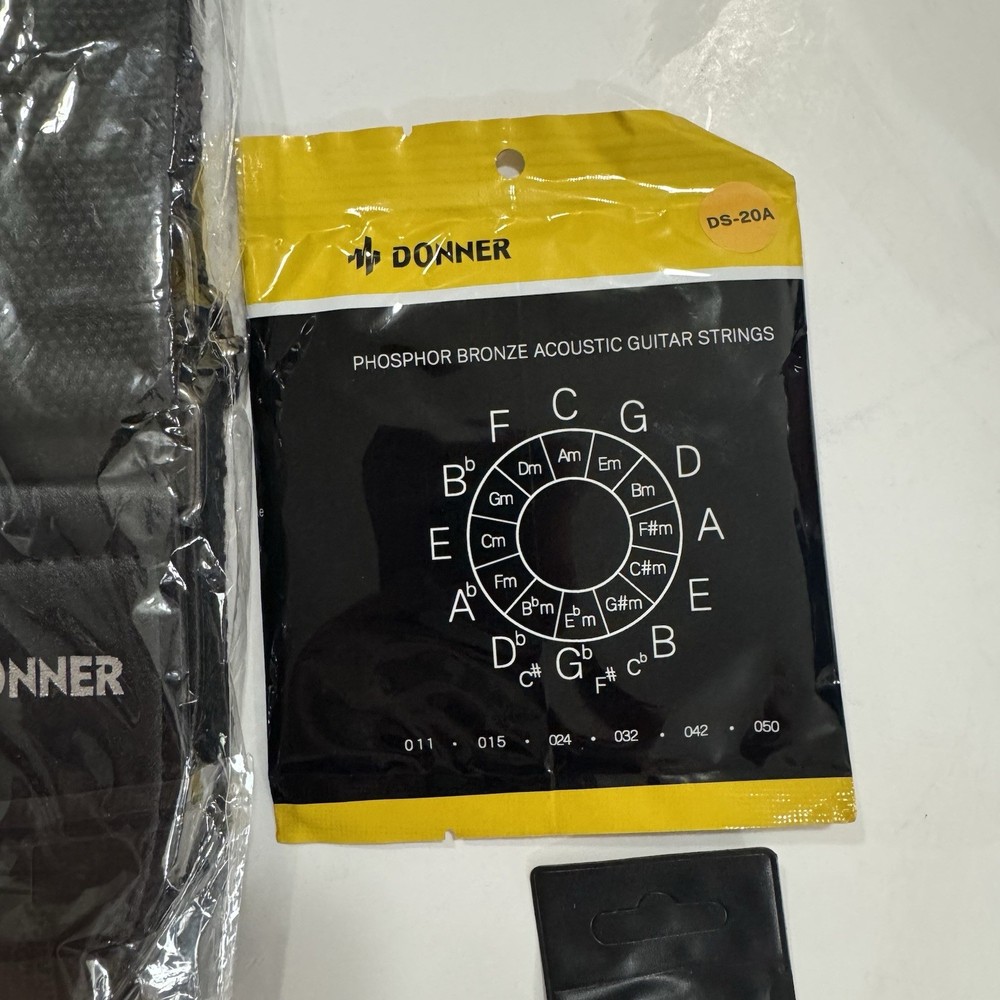 DS-20A
DONNER
PHOSPHOR BRONZE ACOUSTIC GUITAR STRINGS
C
F G
Bb D
E A
Ab E
Db B
C# Gb F# Cb
Am
Dm Em
Gm Bm
Cm F#m
Fm C#m
Bbm Ebm G#m
011 · 015 · 024 · 032 · 042 · 050
ONNER